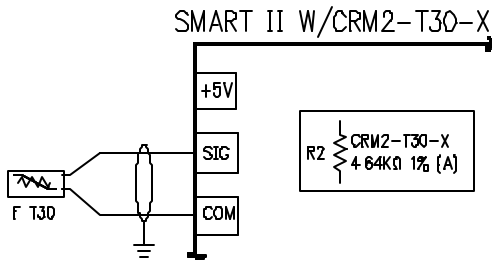 SMART II W/CRM2-T30-X
+5V
SIG
COM
F T30
R2
CRM2-T30-X
4 64KΩ 1% (A)